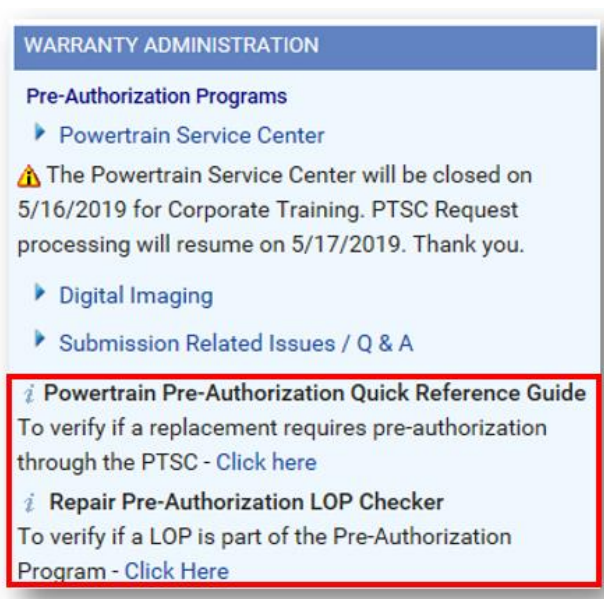 WARRANTY ADMINISTRATION
Pre-Authorization Programs
Powertrain Service Center
The Powertrain Service Center will be closed on
5/16/2019 for Corporate Training. PTSC Request
processing will resume on 5/17/2019. Thank you.
Digital Imaging
Submission Related Issues / Q & A
i Powertrain Pre-Authorization Quick Reference Guide
To verify if a replacement requires pre-authorization
through the PTSC - Click here
i Repair Pre-Authorization LOP Checker
To verify if a LOP is part of the Pre-Authorization
Program - Click Here